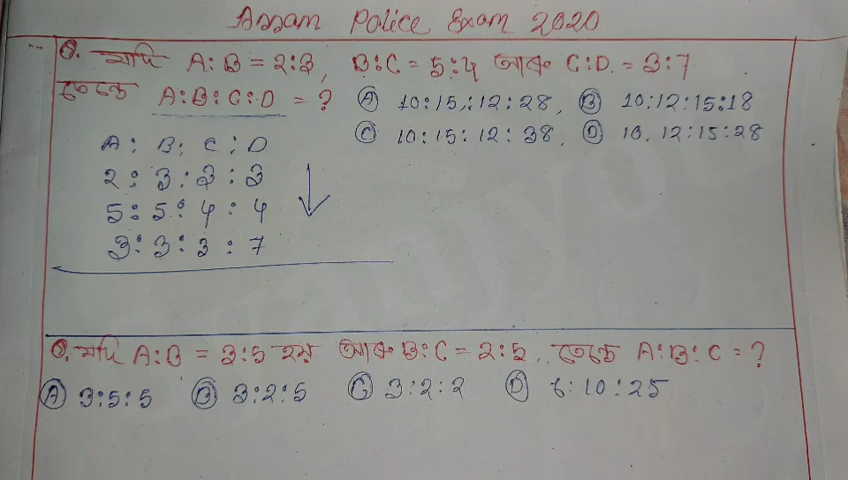 Assam Police Exam 2020
Q. যদি A:B = 2:3, B:C = 5:4 আৰু C:D. = 3:7
তেন্তে A:B:C:D = ? (A) 10:15:12:28, (B) 10:12:15:18
(C) 10:15:12:38, (D) 10.12:15:28
A: B: C: D
2: 3: 3: 3
5: 5: 4: 4
3: 3: 3: 7
Q. যদি A:B = 3:5 হয় আৰু B:C = 2:5, তেন্তে A:B:C = ?
(A) 3:5:5 (B) 3:2:5 (C) 3:2:2 (D) 6:10:25